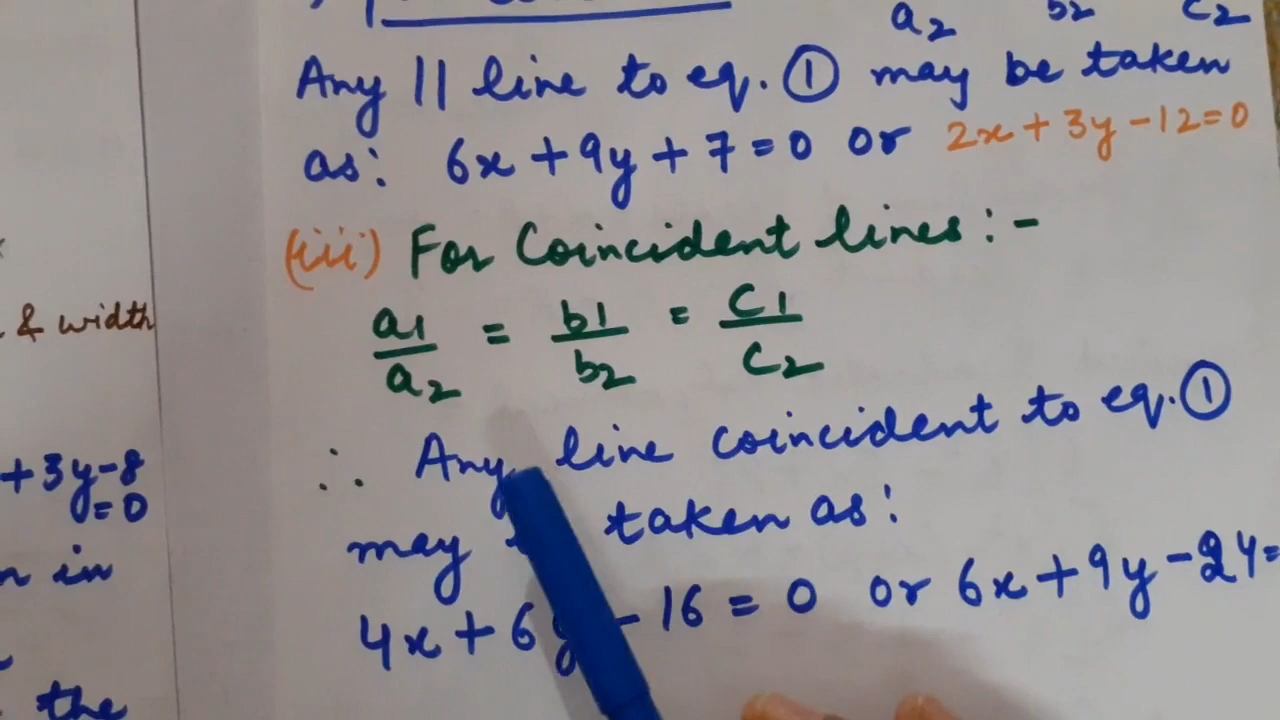 a2 b2 c2
Any || line to eq. ① may be taken
as: 6x + 9y + 7 = 0 or 2x + 3y - 12 = 0
(iii) For Coincident lines : -
a1/a2 = b1/b2 = C1/C2
∴ Any line coincident to eq. ①
may taken as:
4x + 6y - 16 = 0 or 6x + 9y - 24 =
& width
+ 3y - 8
= 0
in
the